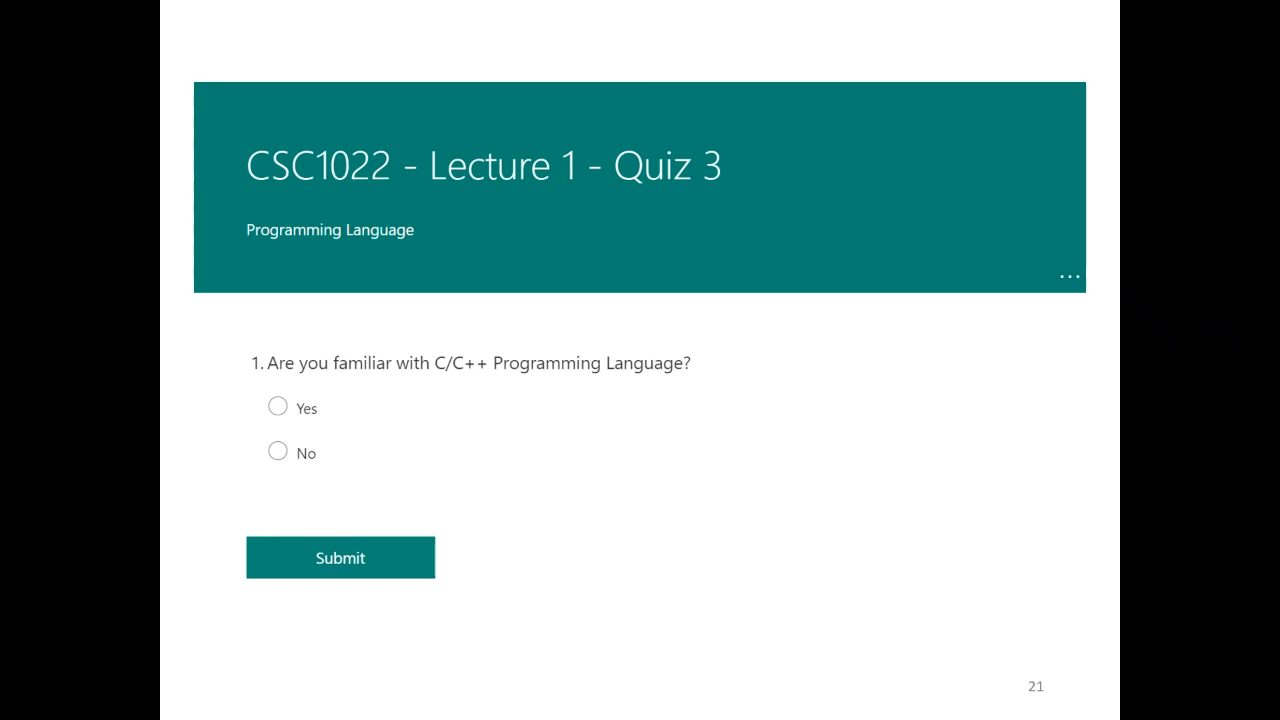 CSC1022 - Lecture 1 - Quiz 3
Programming Language
...
1. Are you familiar with C/C++ Programming Language?
Yes
No
Submit
21